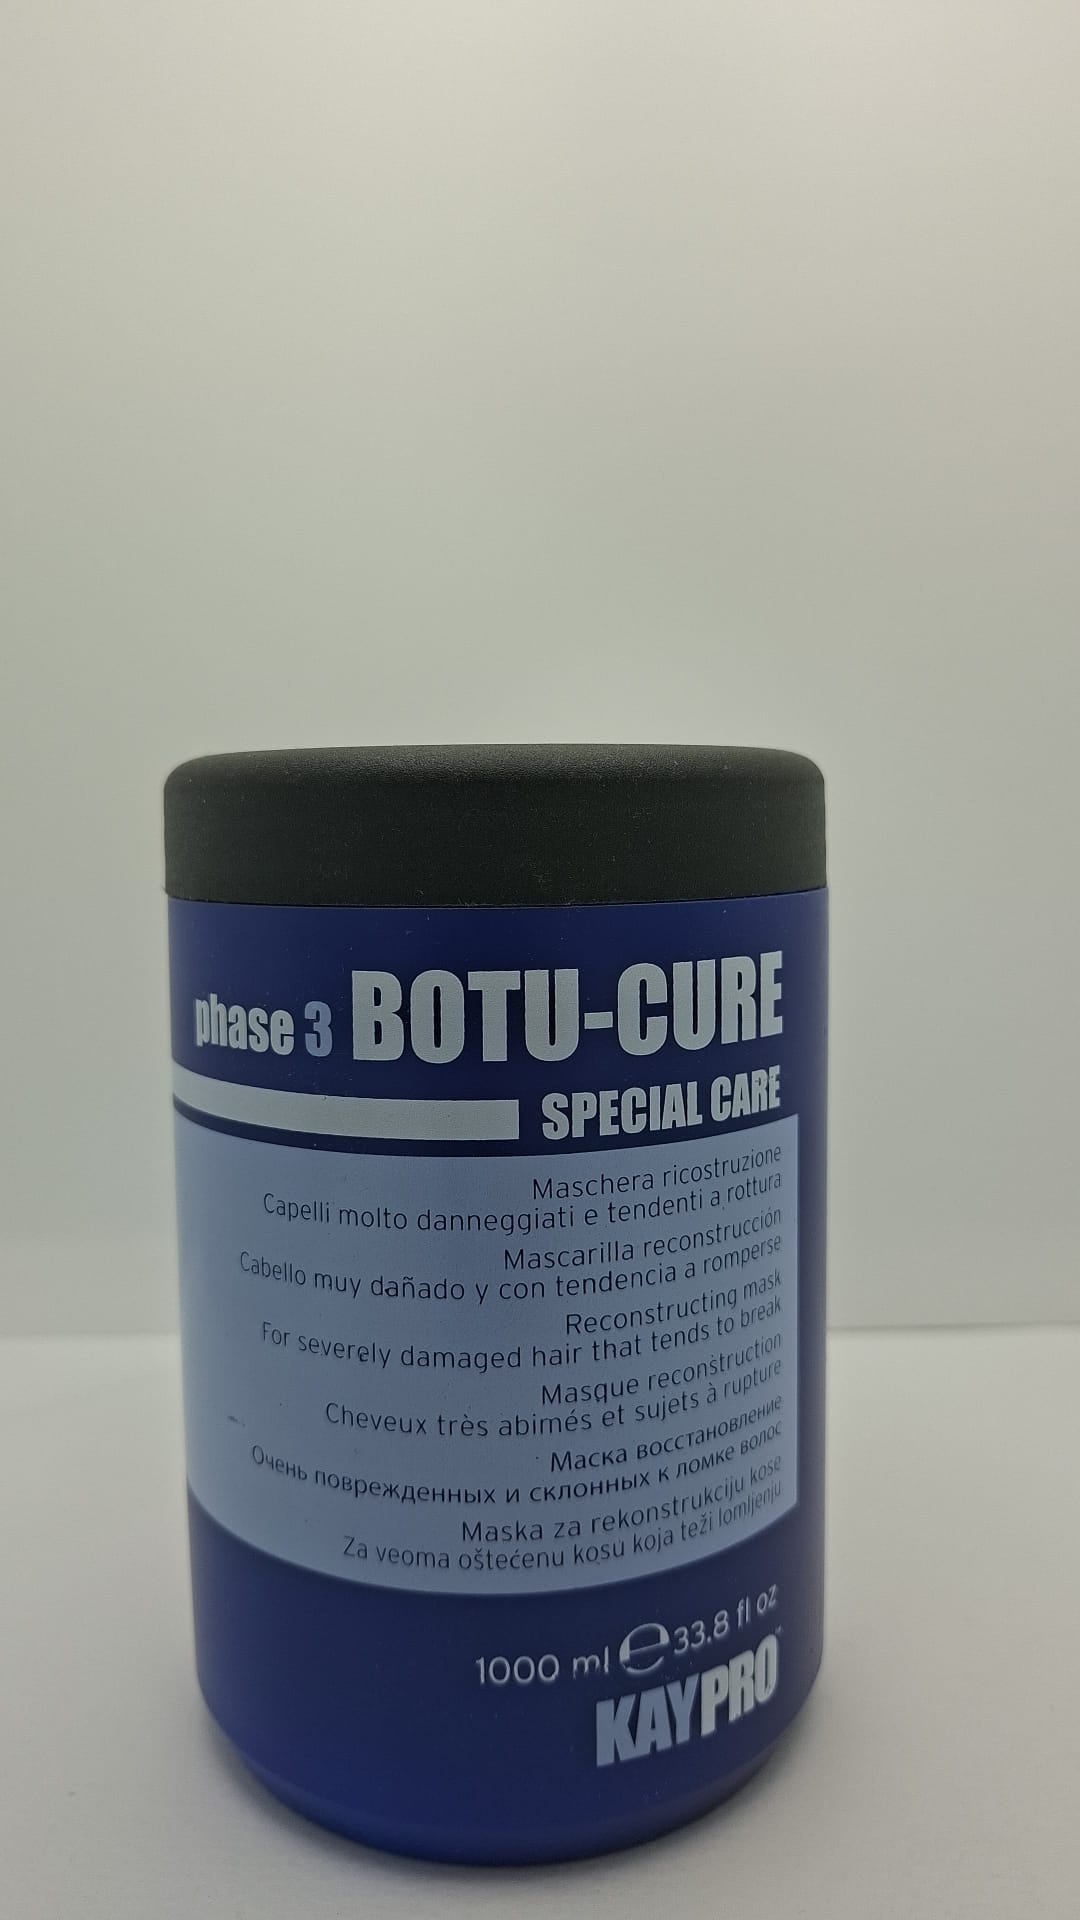 phase 3 BOTU-CURE
SPECIAL CARE
Maschera ricostruzione
Capelli molto danneggiati e tendenti a rottura
Mascarilla reconstrucción
Cabello muy dañado y con tendencia a romperse
Reconstructing mask
For severely damaged hair that tends to break
Masque reconstruction
Cheveux très abimés et sujets à rupture
Маска восстановление
Очень поврежденных и склонных к ломке волос
Maska za rekonstrukciju kose
Za veoma oštećenu kosu koja teži lomljenju
1000 ml e 33.8 fl oz
KAYPRO™